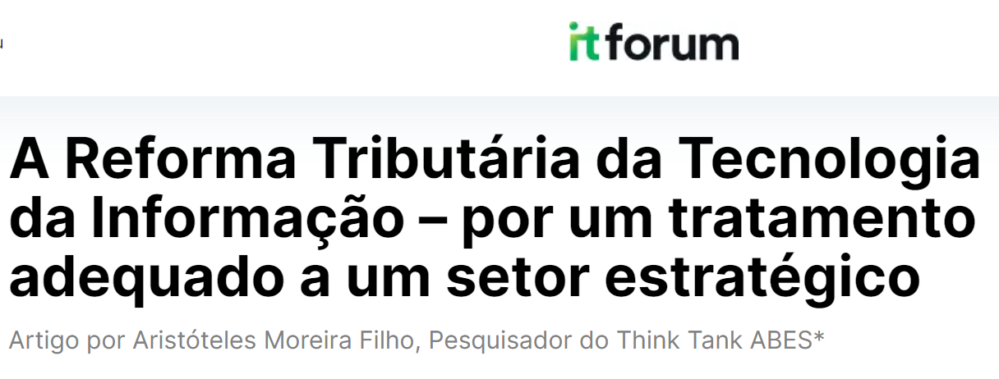 itforum
A Reforma Tributária da Tecnologia
da Informação – por um tratamento
adequado a um setor estratégico
Artigo por Aristóteles Moreira Filho, Pesquisador do Think Tank ABES*